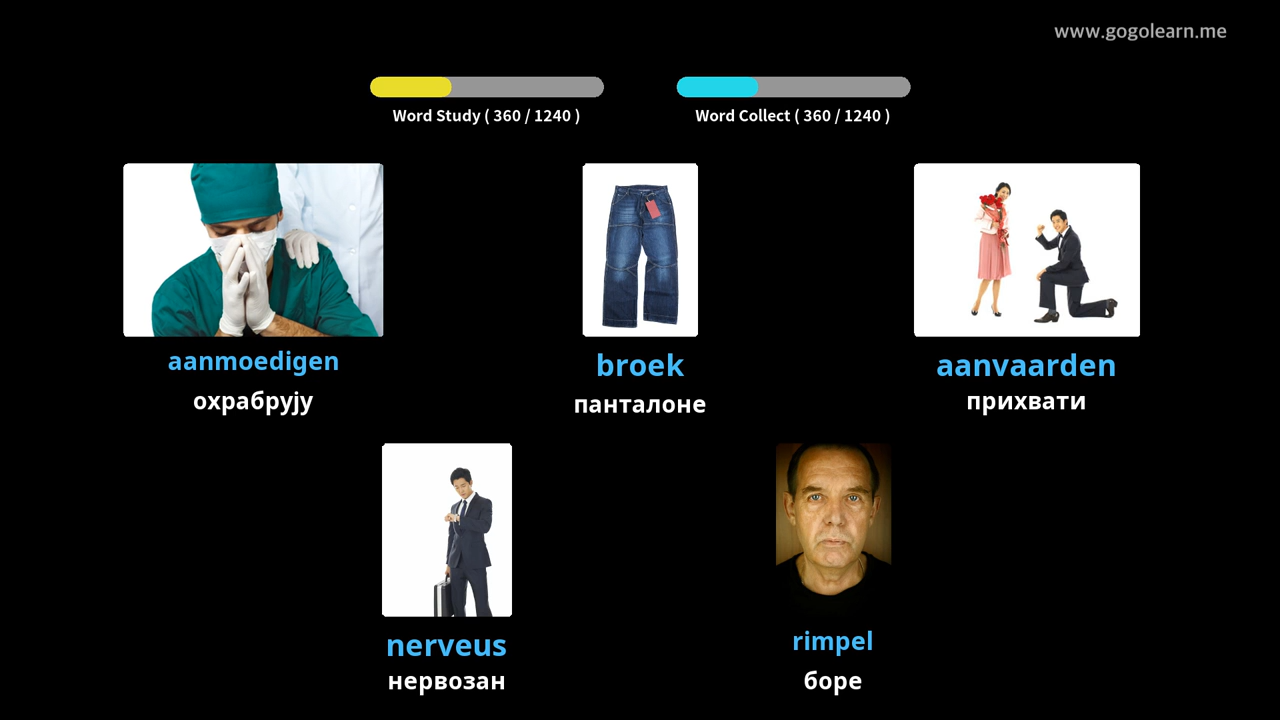 www.gogolearn.me
Word Study ( 360 / 1240 )
Word Collect ( 360 / 1240 )
aanmoedigen
охрабрују
broek
панталоне
aanvaarden
прихвати
nerveus
нервозан
rimpel
боре